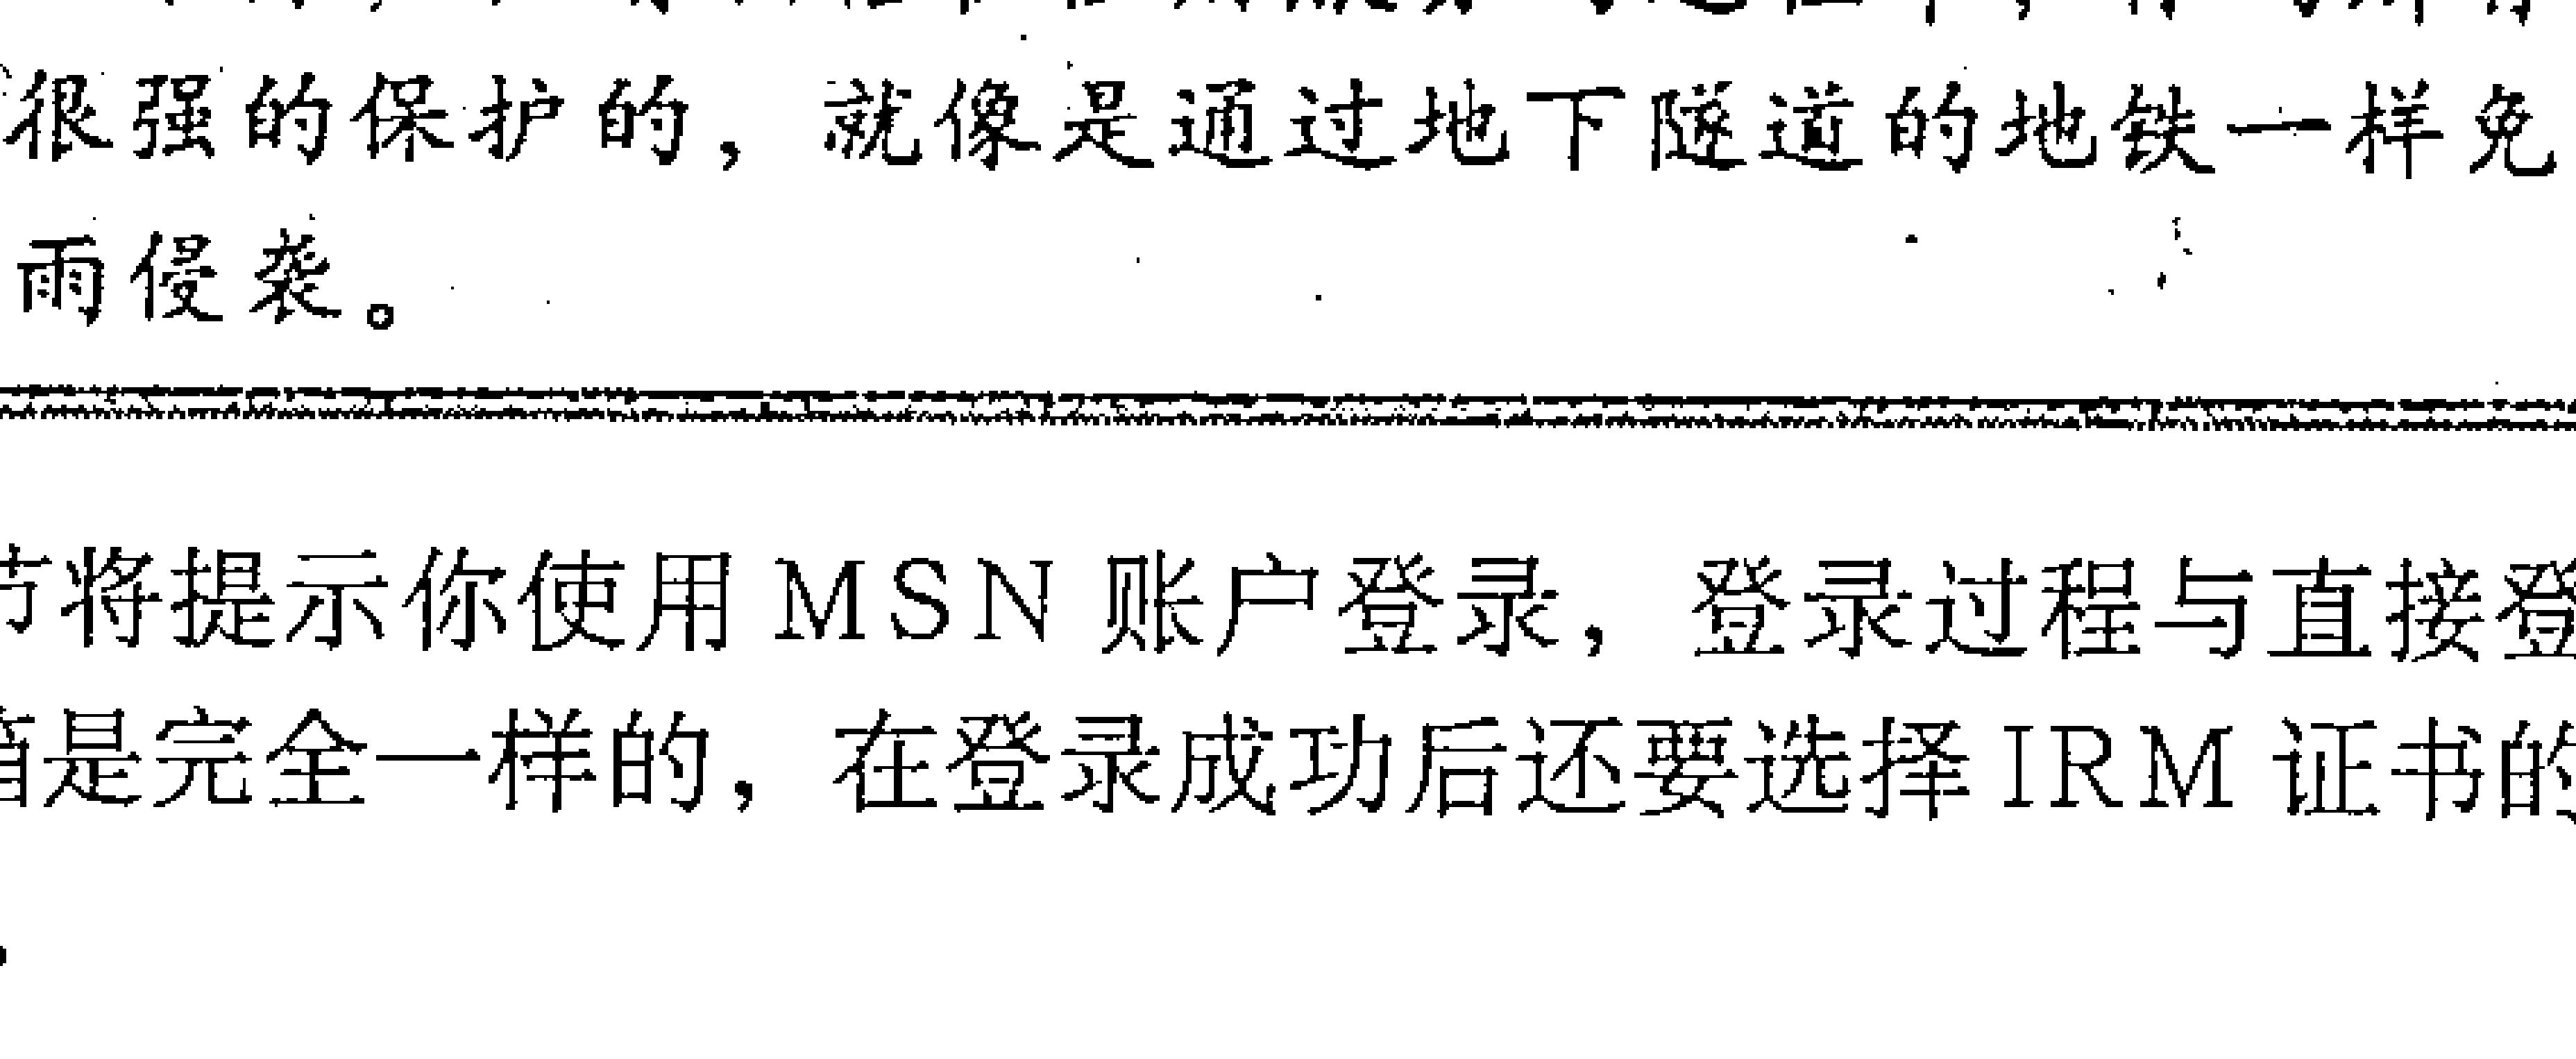 很强的保护的，就像是通过地下隧道的地铁一样免
雨侵袭。
将提示你使用 MSN 账户登录，登录过程与直接登
是完全一样的，在登录成功后还要选择 IRM 证书的